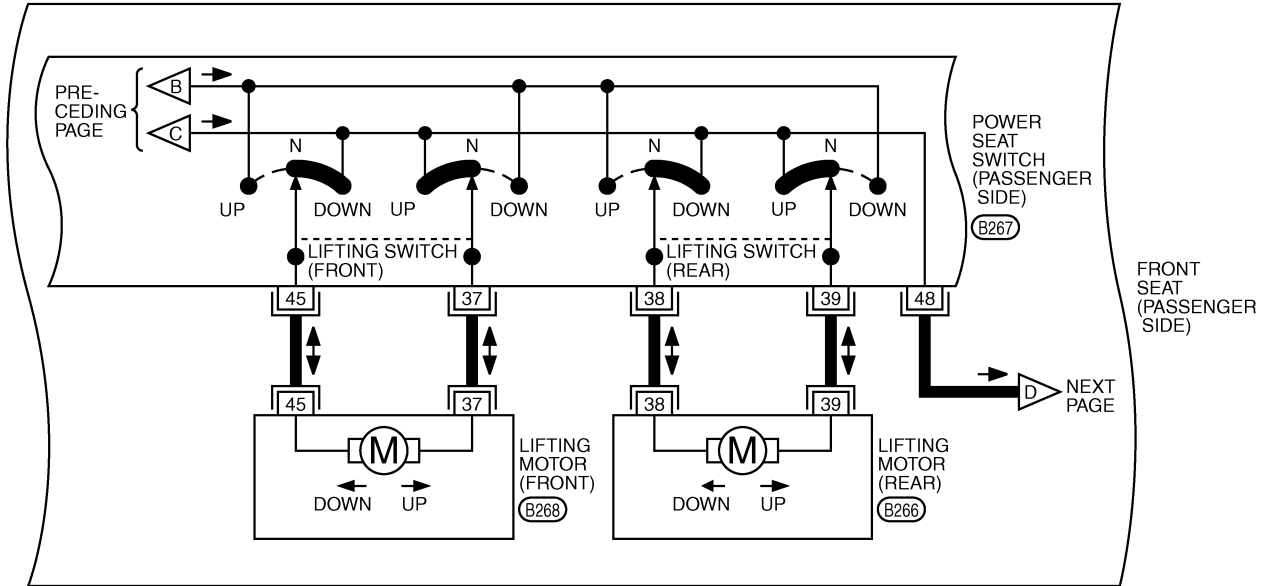 PRE-
CEDING
PAGE
B
C
N
N
N
N
UP
DOWN
UP
DOWN
UP
DOWN
UP
DOWN
LIFTING SWITCH
(FRONT)
LIFTING SWITCH
(REAR)
POWER
SEAT
SWITCH
(PASSENGER
SIDE)
B267
FRONT
SEAT
(PASSENGER
SIDE)
45
37
38
39
48
45
37
38
39
D
NEXT
PAGE
M
DOWN
UP
LIFTING
MOTOR
(FRONT)
B268
M
DOWN
UP
LIFTING
MOTOR
(REAR)
B266